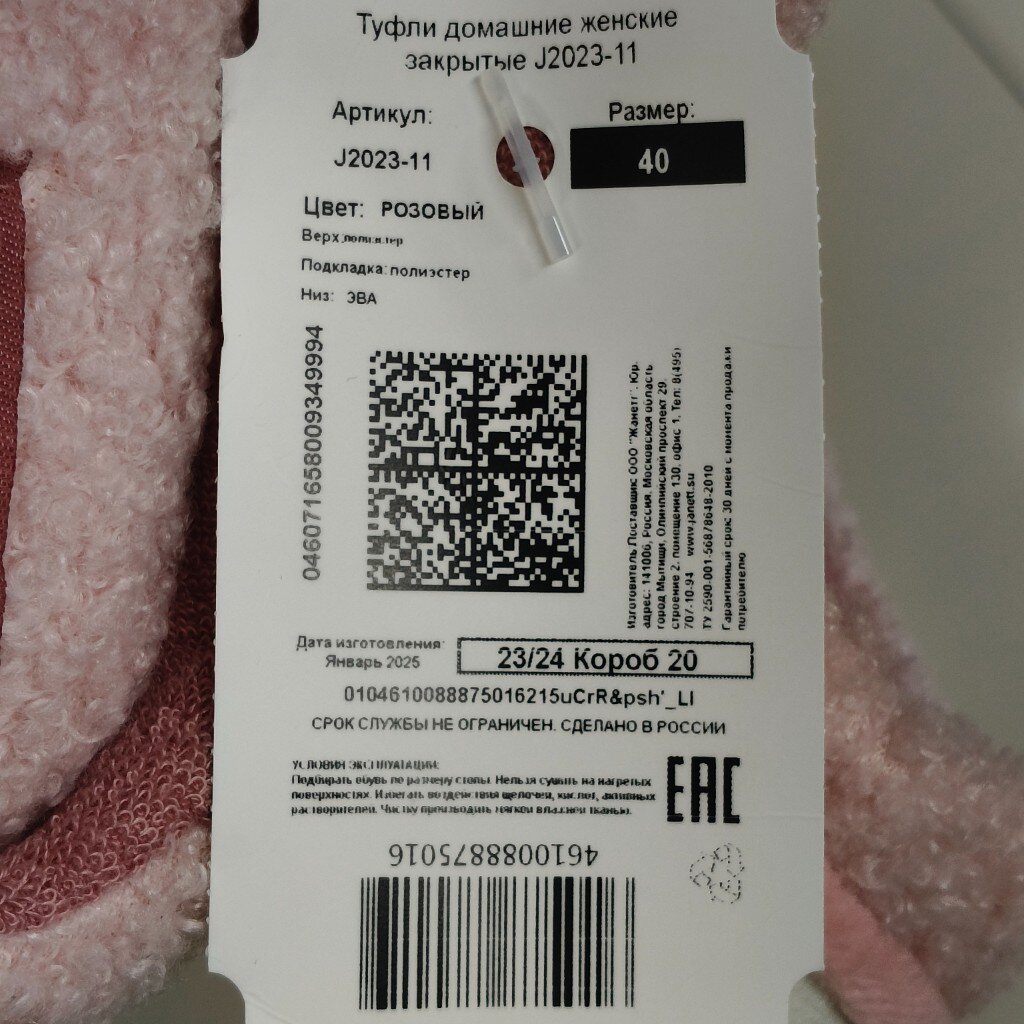 Туфли домашние женские
закрытые J2023-11
Артикул:
J2023-11
Размер:
40
Цвет: РОЗОВЫЙ
Верх: полиэстер
Подкладка: полиэстер
Низ: ЭВА
046071658009349994
Изготовитель/Поставщик: ООО "Жанетт". Юр.
адрес: 141006, Россия, Московская область
город Мытищи, Олимпийский проспект 29,
строение 2, помещение 130, офис 1. Тел: 8(495)
707-10-94 www.janett.su
ТУ 2590-001-56878648-2010
Гарантийный срок: 30 дней с момента продажи
потребителю
Дата изготовления:
Январь 2025
23/24 Короб 20
0104610088875016215uCrR&psh'_LI
СРОК СЛУЖБЫ НЕ ОГРАНИЧЕН. СДЕЛАНО В РОССИИ
УСЛОВИЯ ЭКСПЛУАТАЦИИ:
Подбирать обувь по размеру стопы. Нельзя сушить на нагретых
поверхностях. Избегать воздействия щелочей, кислот, активных
растворителей. Чистку производить мягкой влажной тканью.
EAC
4610088875016